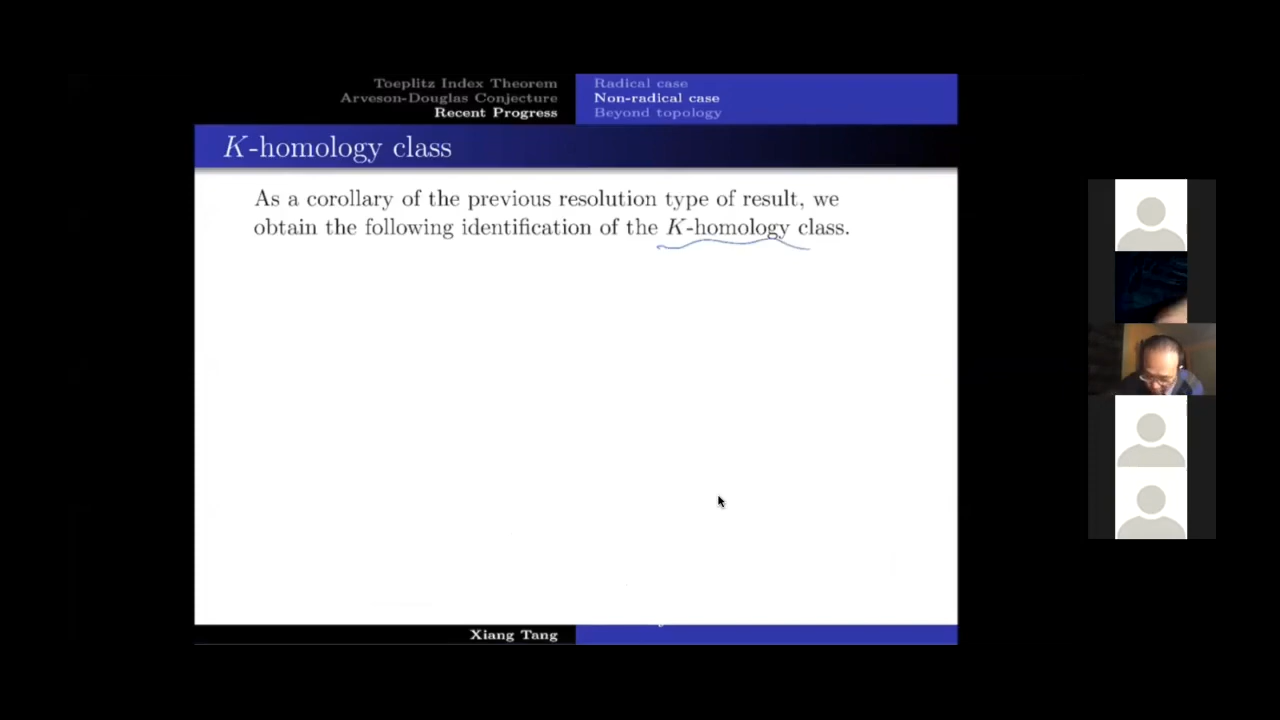 Toeplitz Index Theorem
Arveson-Douglas Conjecture
Recent Progress
Radical case
Non-radical case
Beyond topology
K-homology class
As a corollary of the previous resolution type of result, we
obtain the following identification of the K-homology class.
Xiang Tang